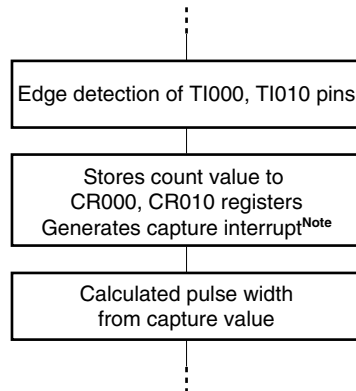 Edge detection of TI000, TI010 pins
Stores count value to
CR000, CR010 registers
Generates capture interruptNote
Calculated pulse width
from capture value